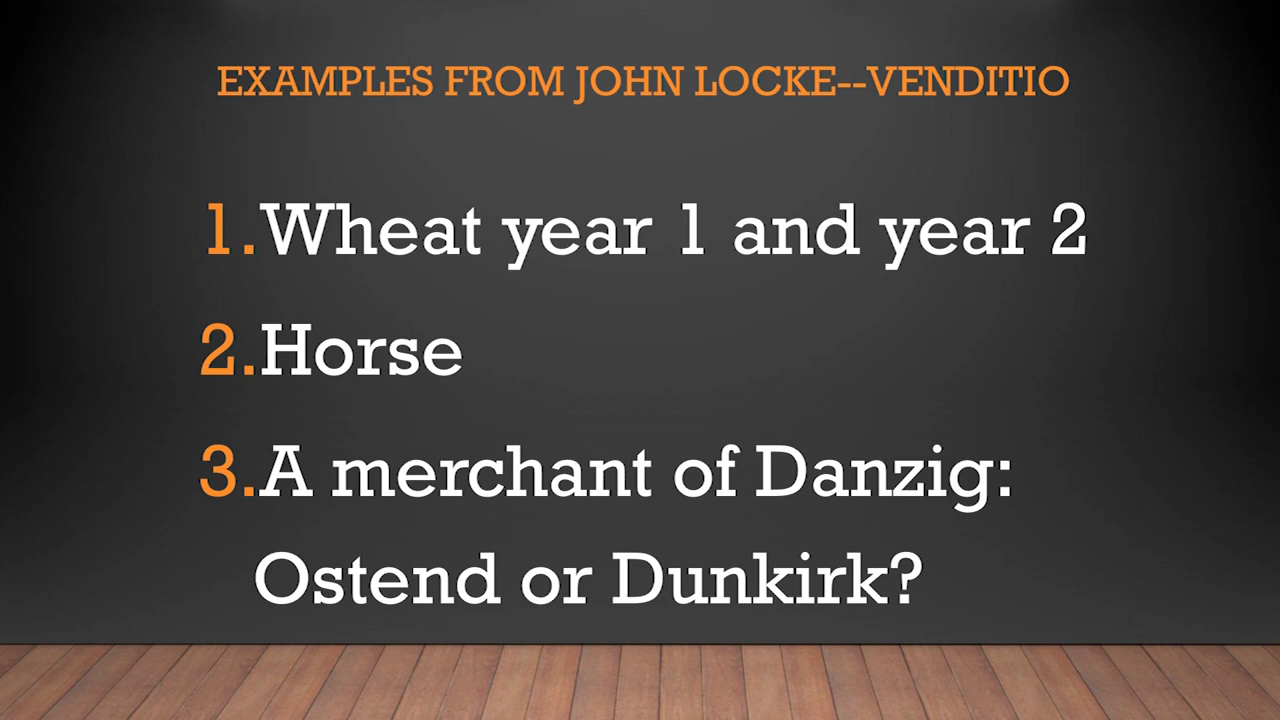 EXAMPLES FROM JOHN LOCKE--VENDITIO
1. Wheat year 1 and year 2
2. Horse
3. A merchant of Danzig:
Ostend or Dunkirk?